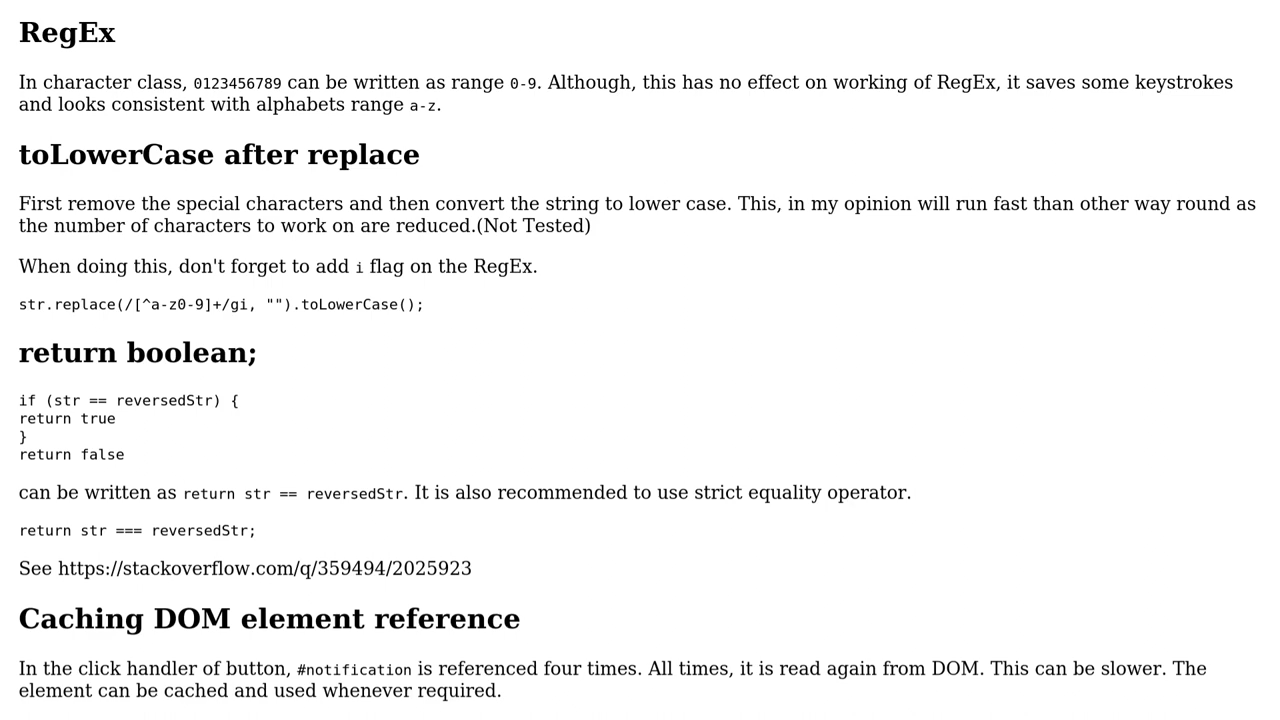 RegEx
In character class, 0123456789 can be written as range 0-9. Although, this has no effect on working of RegEx, it saves some keystrokes
and looks consistent with alphabets range a-z.
toLowerCase after replace
First remove the special characters and then convert the string to lower case. This, in my opinion will run fast than other way round as
the number of characters to work on are reduced.(Not Tested)
When doing this, don't forget to add i flag on the RegEx.
str.replace(/[^a-z0-9]+/gi, "").toLowerCase();
return boolean;
if (str == reversedStr) {
return true
}
return false
can be written as return str == reversedStr. It is also recommended to use strict equality operator.
return str === reversedStr;
See https://stackoverflow.com/q/359494/2025923
Caching DOM element reference
In the click handler of button, #notification is referenced four times. All times, it is read again from DOM. This can be slower. The
element can be cached and used whenever required.